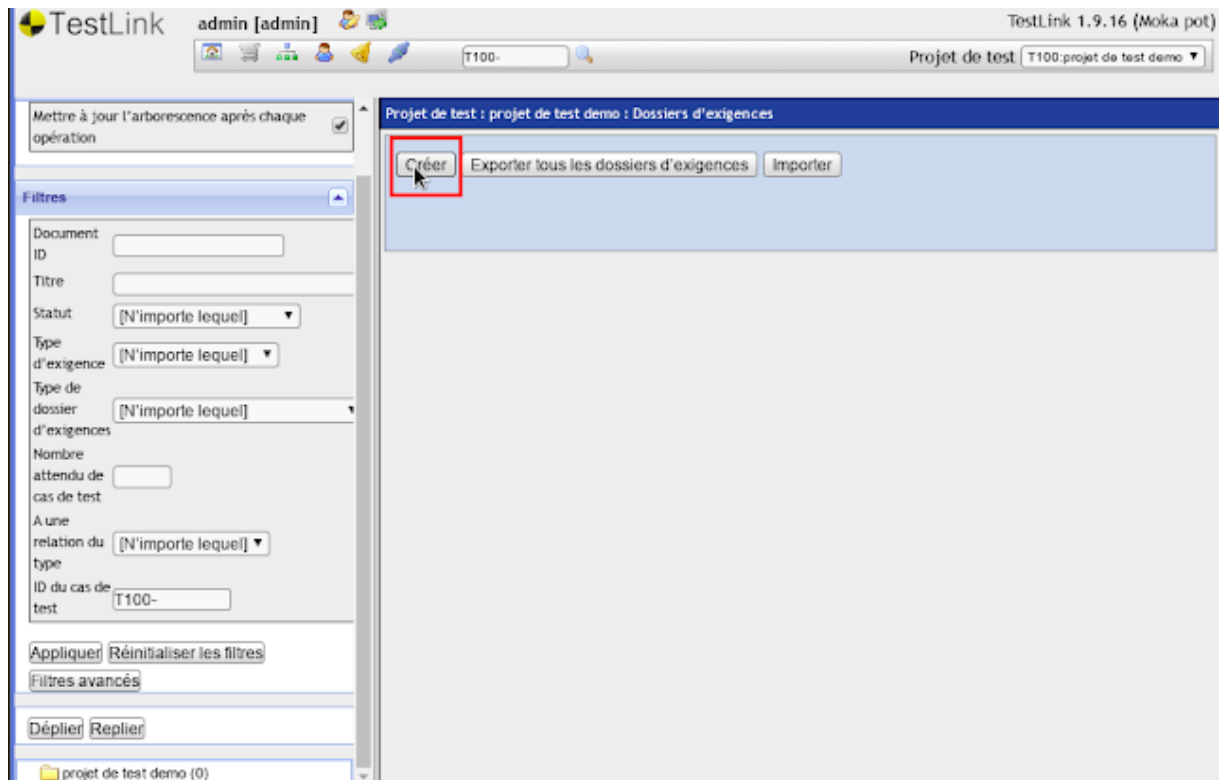 TestLink admin [admin] TestLink 1.9.16 (Moka pot)
T100- Projet de test T100:projet de test demo
Mettre à jour l'arborescence après chaque
opération
Projet de test : projet de test demo : Dossiers d'exigences
Créer Exporter tous les dossiers d'exigences Importer
Filtres
Document
ID
Titre
Statut [N'importe lequel]
Type
d'exigence [N'importe lequel]
Type de
dossier
d'exigences [N'importe lequel]
Nombre
attendu de
cas de test
A une
relation du
type [N'importe lequel]
ID du cas de
test T100-
Appliquer Réinitialiser les filtres
Filtres avancés
Déplier Replier
projet de test demo (0)